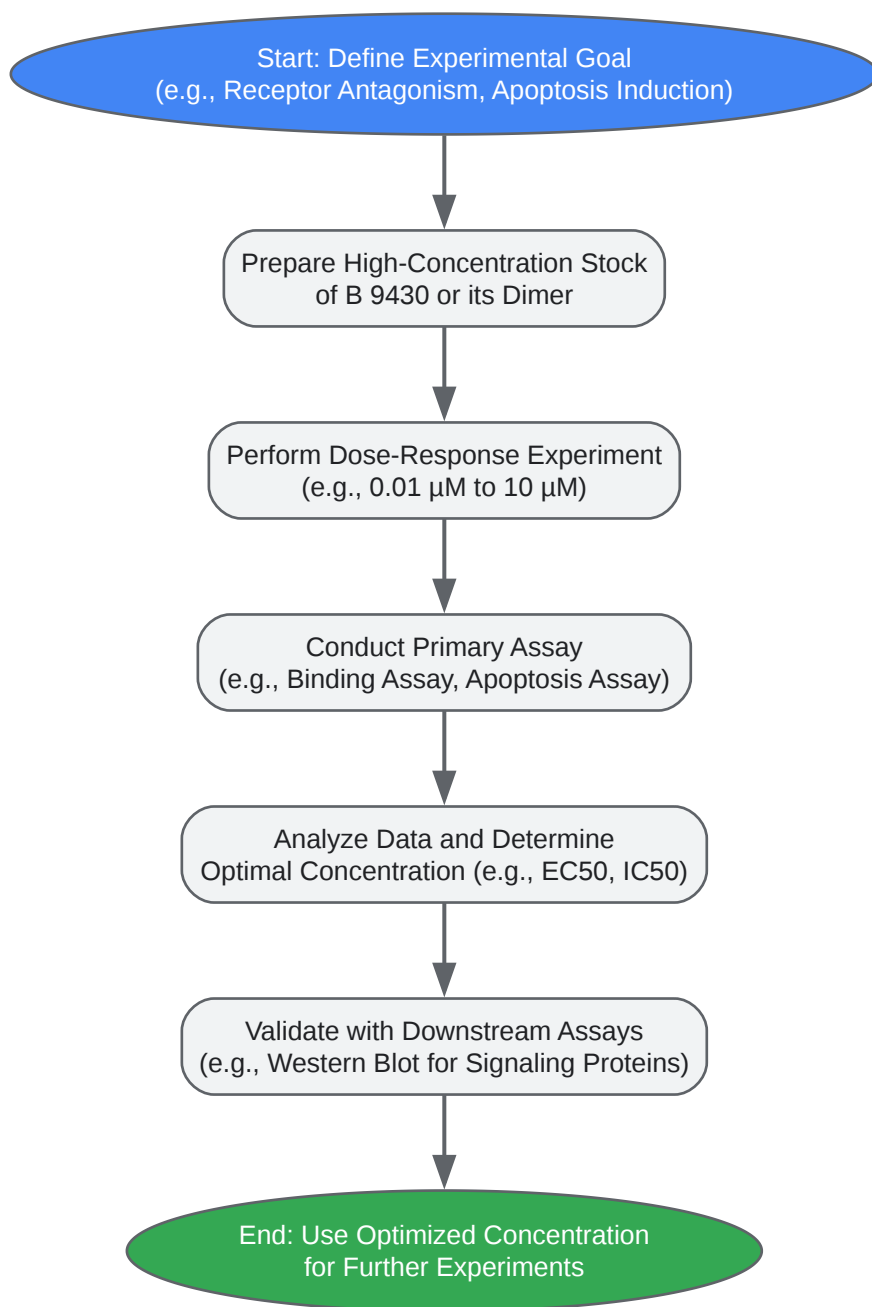 Start: Define Experimental Goal
(e.g., Receptor Antagonism, Apoptosis Induction)
Prepare High-Concentration Stock
of B 9430 or its Dimer
Perform Dose-Response Experiment
(e.g., 0.01 µM to 10 µM)
Conduct Primary Assay
(e.g., Binding Assay, Apoptosis Assay)
Analyze Data and Determine
Optimal Concentration (e.g., EC50, IC50)
Validate with Downstream Assays
(e.g., Western Blot for Signaling Proteins)
End: Use Optimized Concentration
for Further Experiments